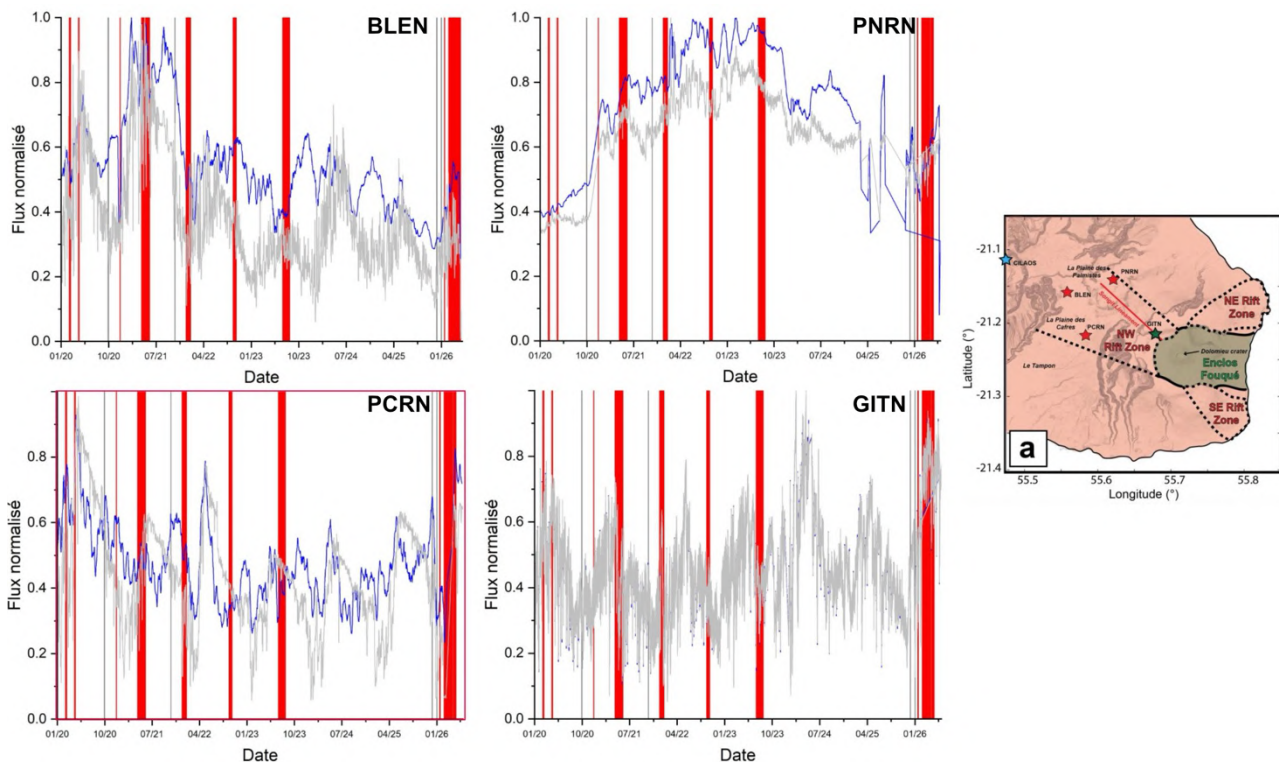 BLEN
Flux normalisé
1.0
0.8
0.6
0.4
0.2
0.0
01/20 10/20 07/21 04/22 01/23 10/23 07/24 04/25 01/26
Date
PNRN
Flux normalisé
1.0
0.8
0.6
0.4
0.2
0.0
01/20 10/20 07/21 04/22 01/23 10/23 07/24 04/25 01/26
Date
PCRN
Flux normalisé
0.8
0.6
0.4
0.2
0.0
01/20 10/20 07/21 04/22 01/23 10/23 07/24 04/25 01/26
Date
GITN
Flux normalisé
1.0
0.8
0.6
0.4
0.2
0.0
01/20 10/20 07/21 04/22 01/23 10/23 07/24 04/25 01/26
Date
Latitude (°)
-21.1
-21.2
-21.3
-21.4
CILAOS
La Plaine des
Palmistes
PNRN
BLEN
NE Rift
Zone
La Plaine des
Cafres
PCRN
GITN
NW
Rift Zone
Dolomieu crater
Enclos
Fouqué
Le Tampon
SE Rift
Zone
a
55.5 55.6 55.7 55.8
Longitude (°)